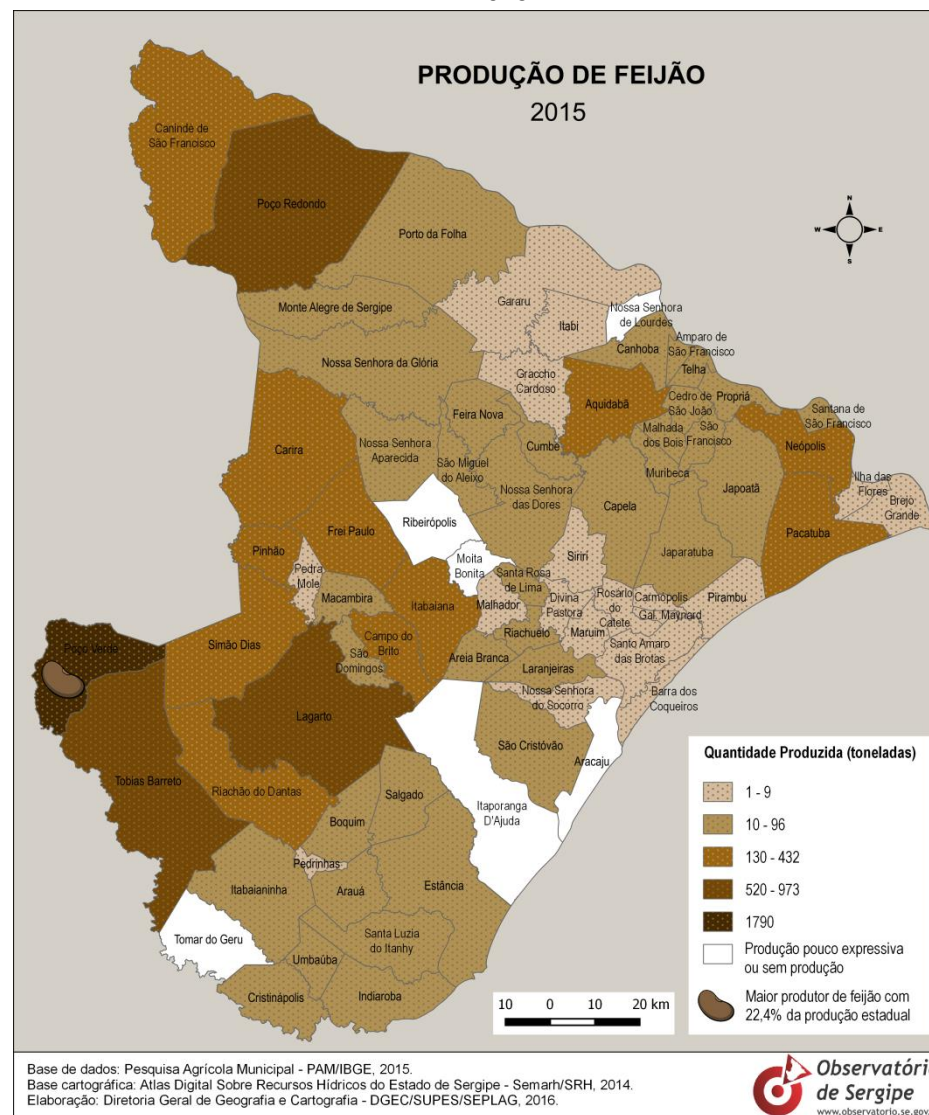 PRODUÇÃO DE FEIJÃO
2015
N
W
E
S
Caninde de
São Francisco
Poço Redondo
Porto da Folha
Monte Alegre de Sergipe
Gararu
Itabi
Nossa Senhora
de Lourdes
Amparo de
São Francisco
Canhoba
Telha
Nossa Senhora da Glória
Graccho
Cardoso
Aquidabã
Cedro de
São João
Propriá
Santana de
São Francisco
Feira Nova
Malhada
dos Bois
São
Francisco
Neópolis
Nossa Senhora
Aparecida
São Miguel
do Aleixo
Cumbe
Muribeca
Carira
Nossa Senhora
das Dores
Capela
Japoatã
Ilha das
Flores
Brejo
Grande
Pacatuba
Ribeirópolis
Frei Paulo
Pinhão
Moita
Bonita
Siriri
Japaratuba
Pedra
Mole
Macambira
Santa Rosa
de Lima
Itabaiana
Malhador
Divina
Pastora
Rosário
do
Catete
Carmópolis
Pirambu
Gal. Maynard
Maruim
Riachuelo
Santo Amaro
das Brotas
Simão Dias
São
Domingos
Campo do
Brito
Areia Branca
Laranjeiras
Poço Verde
Nossa Senhora
do Socorro
Barra dos
Coqueiros
Lagarto
São Cristóvão
Aracaju
Tobias Barreto
Riachão do Dantas
Salgado
Itaporanga
D'Ajuda
Boquim
Pedrinhas
Itabaianinha
Arauá
Estância
Tomar do Geru
Santa Luzia
do Itanhy
Umbaúba
Cristinápolis
Indiaroba
10 0 10 20 km
Quantidade Produzida (toneladas)
1 - 9
10 - 96
130 - 432
520 - 973
1790
Produção pouco expressiva
ou sem produção
Maior produtor de feijão com
22,4% da produção estadual
Base de dados: Pesquisa Agrícola Municipal - PAM/IBGE, 2015.
Base cartográfica: Atlas Digital Sobre Recursos Hídricos do Estado de Sergipe - Semarh/SRH, 2014.
Elaboração: Diretoria Geral de Geografia e Cartografia - DGEC/SUPES/SEPLAG, 2016.
Observatório
de Sergipe
www.observatorio.se.gov